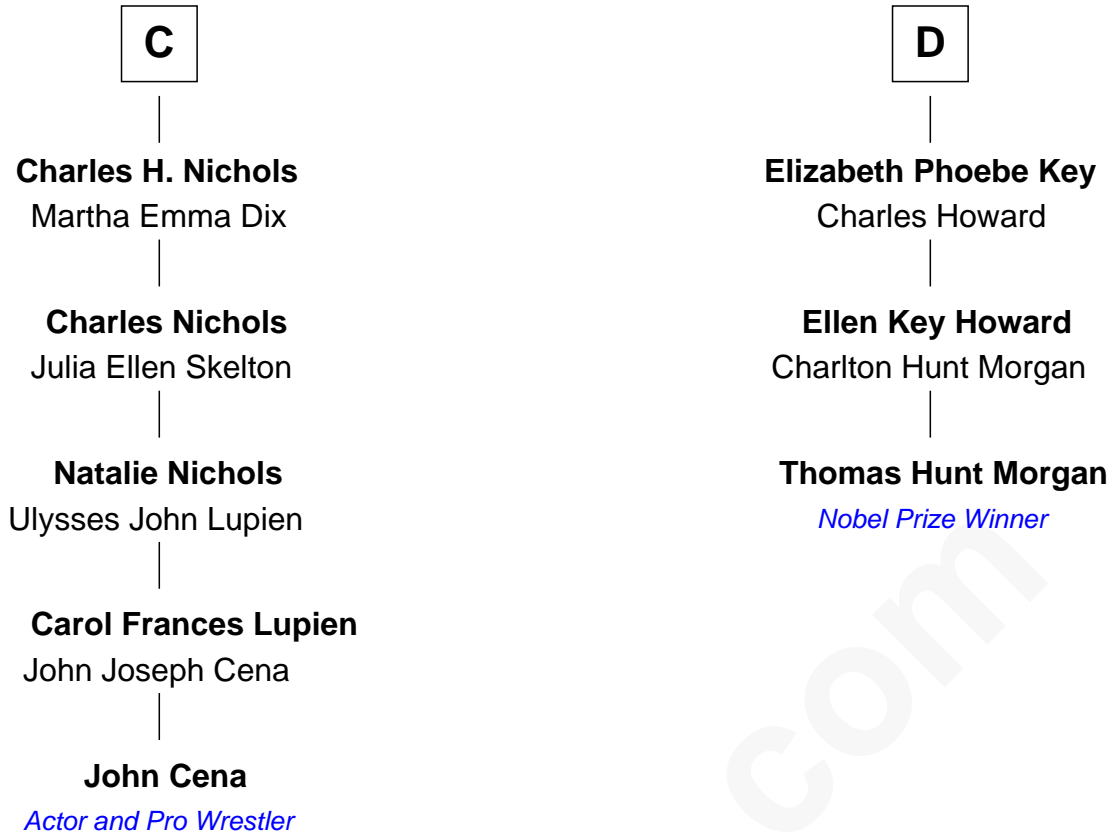 C
Charles H. Nichols
Martha Emma Dix
Charles Nichols
Julia Ellen Skelton
Natalie Nichols
Ulysses John Lupien
Carol Frances Lupien
John Joseph Cena
John Cena
Actor and Pro Wrestler
D
Elizabeth Phoebe Key
Charles Howard
Ellen Key Howard
Charlton Hunt Morgan
Thomas Hunt Morgan
Nobel Prize Winner
com